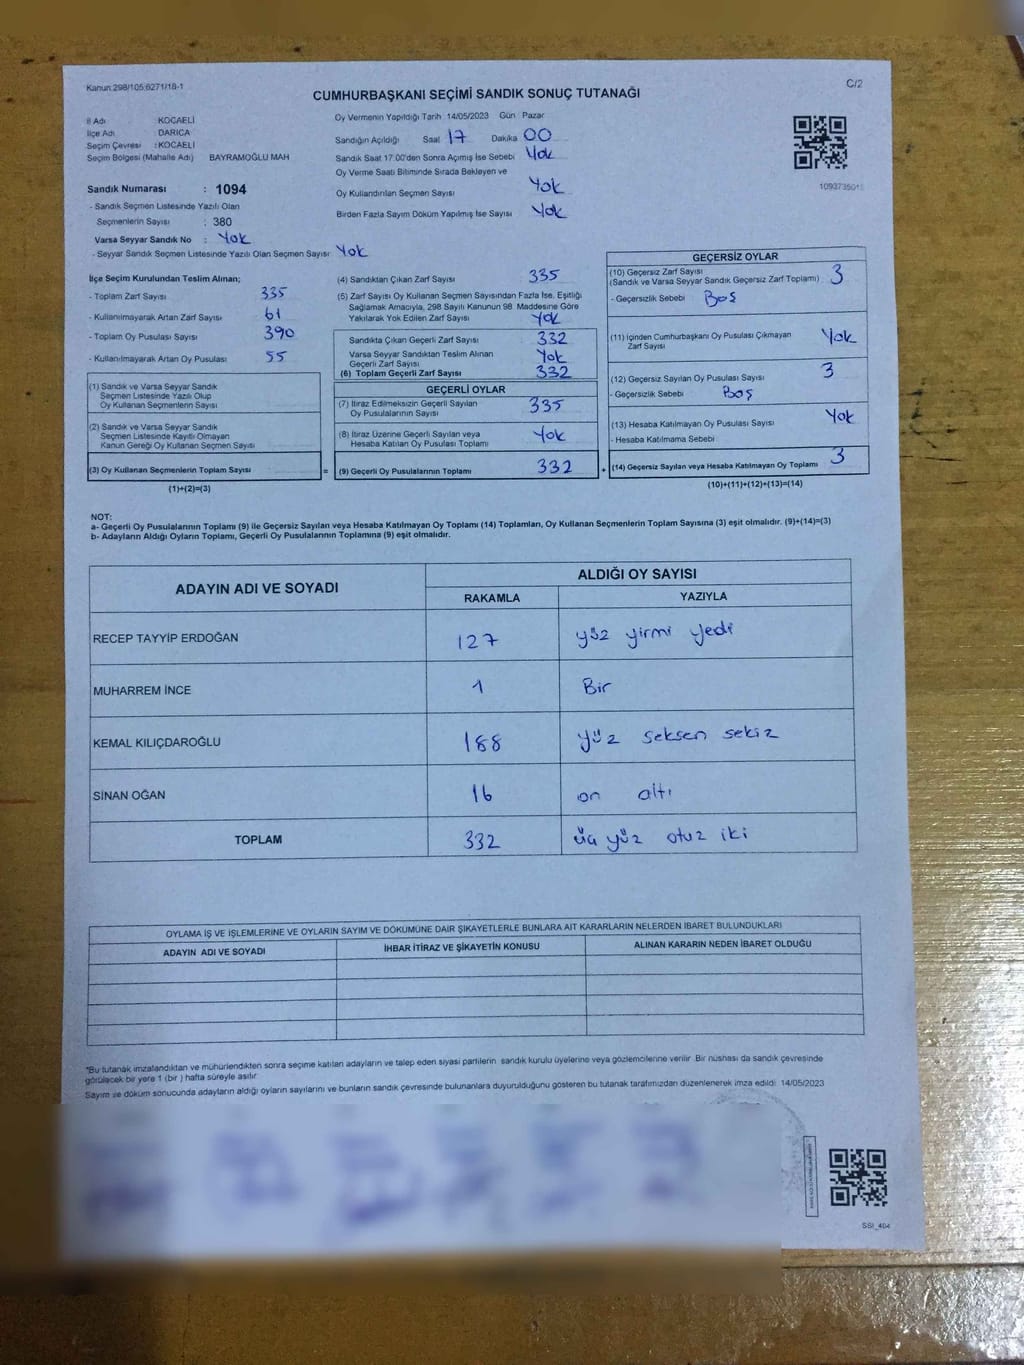 Kanun:298/105;6271/18-1
C/2
CUMHURBAŞKANI SEÇİMİ SANDIK SONUÇ TUTANAĞI
İl Adı KOCAELİ
İlçe Adı DARICA
Seçim Çevresi :KOCAELİ
Seçim Bölgesi (Mahalle Adı) BAYRAMOĞLU MAH
Sandık Numarası : 1094
- Sandık Seçmen Listesinde Yazılı Olan
Seçmenlerin Sayısı : 380
Varsa Seyyar Sandık No : Yok
- Seyyar Sandık Seçmen Listesinde Yazılı Olan Seçmen Sayısı: Yok
Oy Vermenin Yapıldığı Tarih 14/05/2023 Gün Pazar
Sandığın Açıldığı Saat 17 Dakika 00
Sandık Saat 17.00'den Sonra Açımış İse Sebebi Yok
Oy Verme Saati Bitiminde Sırada Bekleyen ve
Oy Kullandırılan Seçmen Sayısı Yok
Birden Fazla Sayım Döküm Yapılmış İse Sayısı Yok
İlçe Seçim Kurulundan Teslim Alınan;
- Toplam Zarf Sayısı 335
- Kullanılmayarak Artan Zarf Sayısı 61
- Toplam Oy Pusulası Sayısı 390
- Kullanılmayarak Artan Oy Pusulası 55
(1) Sandık ve Varsa Seyyar Sandık
Seçmen Listesinde Yazılı Olup
Oy Kullanan Seçmenlerin Sayısı
(2) Sandık ve Varsa Seyyar Sandık
Seçmen Listesinde Kayıtlı Olmayan
Kanun Gereği Oy Kullanan Seçmen Sayısı
(3) Oy Kullanan Seçmenlerin Toplam Sayısı =
(1)+(2)=(3)
(4) Sandıktan Çıkan Zarf Sayısı 335
(5) Zarf Sayısı Oy Kullanan Seçmen Sayısından Fazla İse, Eşitliği
Sağlamak Amacıyla, 298 Sayılı Kanunun 98. Maddesine Göre
Yakılarak Yok Edilen Zarf Sayısı Yok
Sandıkta Çıkan Geçerli Zarf Sayısı 332
Varsa Seyyar Sandıktan Teslim Alınan
Geçerli Zarf Sayısı Yok
(6) Toplam Geçerli Zarf Sayısı 332
GEÇERLİ OYLAR
(7) İtiraz Edilmeksizin Geçerli Sayılan
Oy Pusulalarının Sayısı 335
(8) İtiraz Üzerine Geçerli Sayılan veya
Hesaba Katılan Oy Pusulası Toplamı Yok
(9) Geçerli Oy Pusulalarının Toplamı 332 +
GEÇERSİZ OYLAR
(10) Geçersiz Zarf Sayısı
(Sandık ve Varsa Seyyar Sandık Geçersiz Zarf Toplamı) 3
- Geçersizlik Sebebi Boş
(11) İçinden Cumhurbaşkanı Oy Pusulası Çıkmayan
Zarf Sayısı Yok
(12) Geçersiz Sayılan Oy Pusulası Sayısı 3
- Geçersizlik Sebebi Boş
(13) Hesaba Katılmayan Oy Pusulası Sayısı Yok
- Hesaba Katılmama Sebebi
(14) Geçersiz Sayılan veya Hesaba Katılmayan Oy Toplamı 3
(10)+(11)+(12)+(13)=(14)
NOT:
a- Geçerli Oy Pusulalarının Toplamı (9) ile Geçersiz Sayılan veya Hesaba Katılmayan Oy Toplamı (14) Toplamları, Oy Kullanan Seçmenlerin Toplam Sayısına (3) eşit olmalıdır. (9)+(14)=(3)
b- Adayların Aldığı Oyların Toplamı, Geçerli Oy Pusulalarının Toplamına (9) eşit olmalıdır.
ADAYIN ADI VE SOYADI ALDIĞI OY SAYISI
RAKAMLA YAZIYLA
RECEP TAYYİP ERDOĞAN 127 yüz yirmi yedi
MUHARREM İNCE 1 Bir
KEMAL KILIÇDAROĞLU 188 yüz seksen sekiz
SİNAN OĞAN 16 on altı
TOPLAM 332 üç yüz otuz iki
OYLAMA İŞ VE İŞLEMLERİNE VE OYLARIN SAYIM VE DÖKÜMÜNE DAİR ŞİKAYETLERLE BUNLARA AİT KARARLARIN NELERDEN İBARET BULUNDUKLARI
ADAYIN ADI VE SOYADI İHBAR İTİRAZ VE ŞİKAYETİN KONUSU ALINAN KARARIN NEDEN İBARET OLDUĞU
*Bu tutanak imzalandıktan ve mühürlendikten sonra seçime katılan adayların ve talep eden siyasi partilerin sandık kurulu üyelerine veya gözlemcilerine verilir. Bir nüshası da sandık çevresinde
görülecek bir yere 1 (bir ) hafta süreyle asılır.
Sayım ve döküm sonucunda adayların aldığı oyların sayılarını ve bunların sandık çevresinde bulunanlara duyurulduğunu gösteren bu tutanak tarafımızdan düzenlenerek imza edildi. 14/05/2023